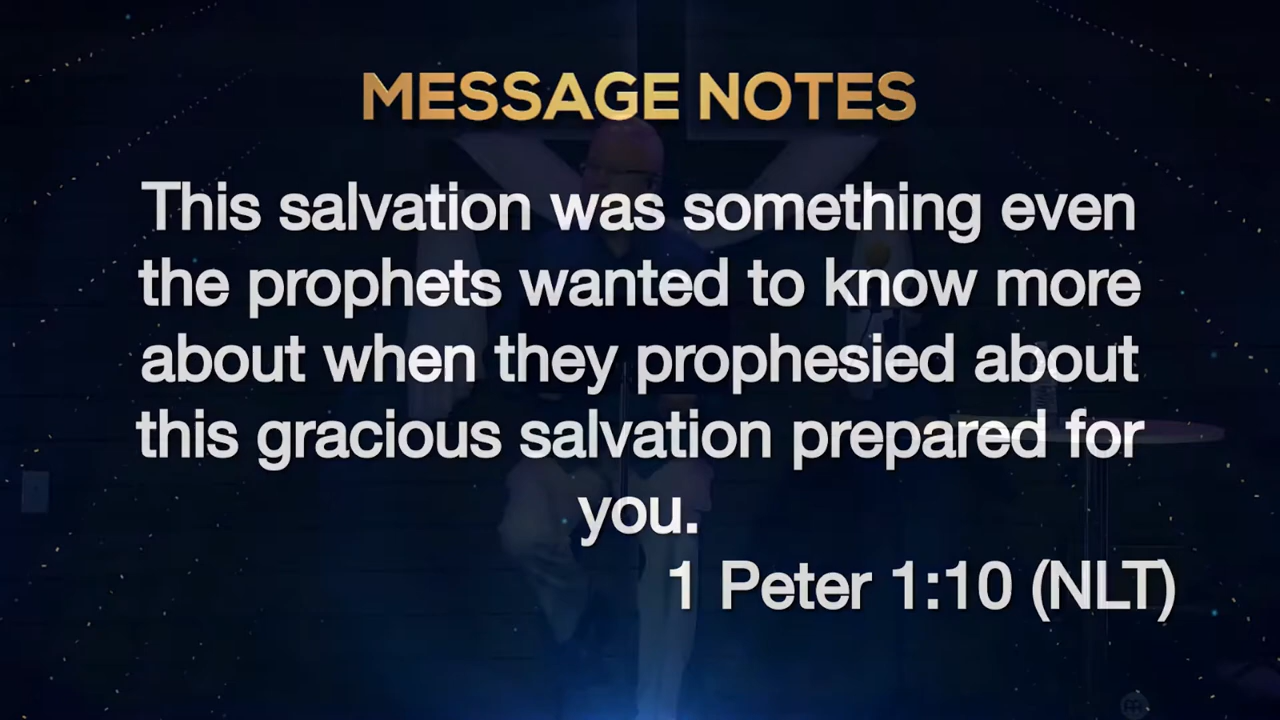 MESSAGE NOTES
This salvation was something even
the prophets wanted to know more
about when they prophesied about
this gracious salvation prepared for
you.
1 Peter 1:10 (NLT)